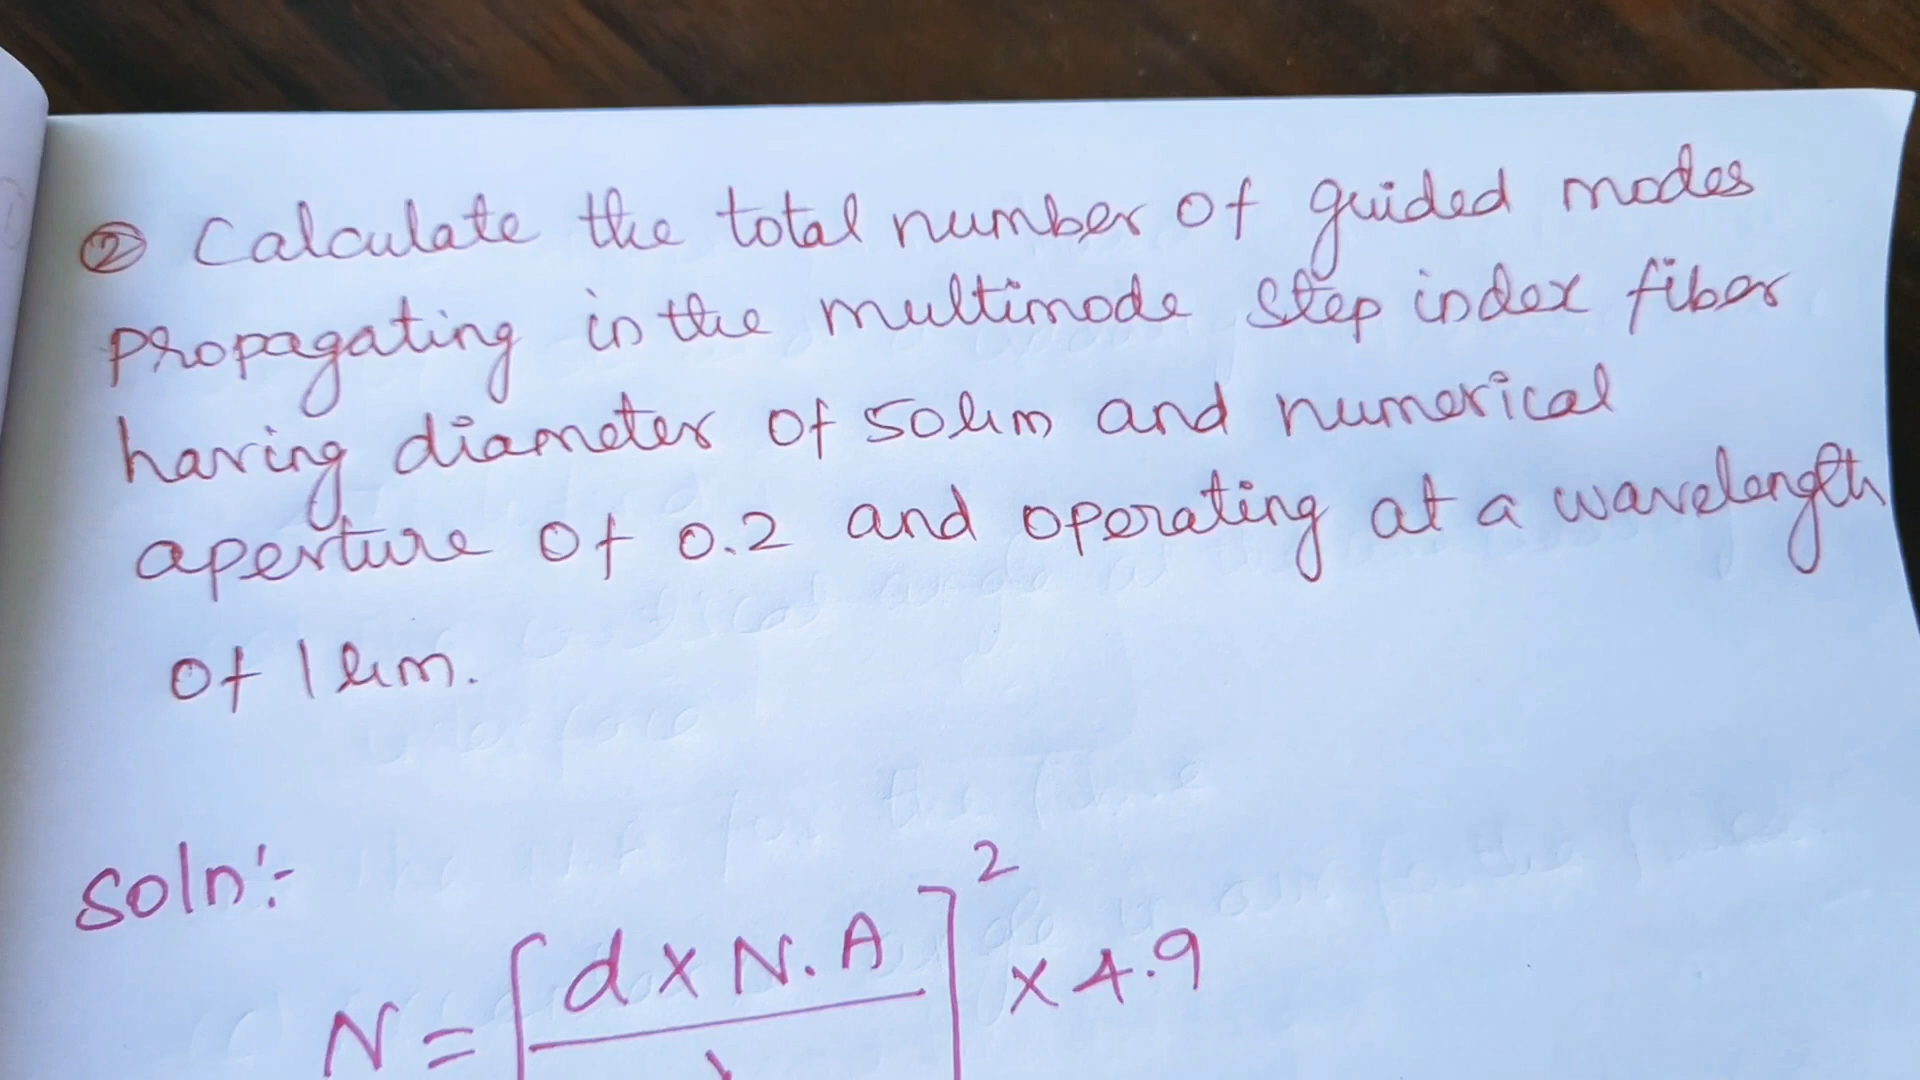 ② Calculate the total number of guided modes
propagating in the multimode step index fiber
having diameter of 50μm and numerical
aperture of 0.2 and operating at a wavelength
of 1μm.
Soln:-
N = [d x N.A / λ]² x 4.9